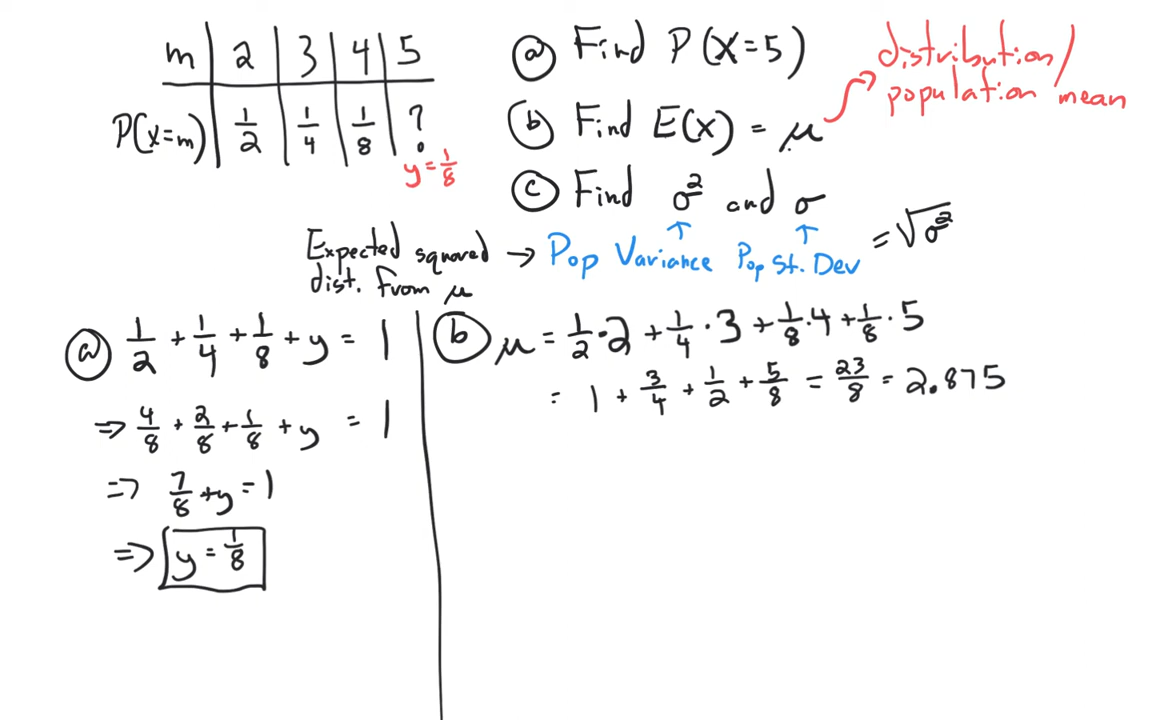 m 2 3 4 5
P(X=m) 1/2 1/4 1/8 ?
y = 1/8
(a) Find P(X=5)
(b) Find E(X) = μ → distribution/
population mean
(c) Find σ² and σ
Expected squared → Pop Variance ↑ Pop St. Dev ↑ = √σ²
dist. from μ
(a) 1/2 + 1/4 + 1/8 + y = 1
⇒ 4/8 + 2/8 + 1/8 + y = 1
⇒ 7/8 + y = 1
⇒ y = 1/8
(b) μ = 1/2 · 2 + 1/4 · 3 + 1/8 · 4 + 1/8 · 5
= 1 + 3/4 + 1/2 + 5/8 = 23/8 = 2.875